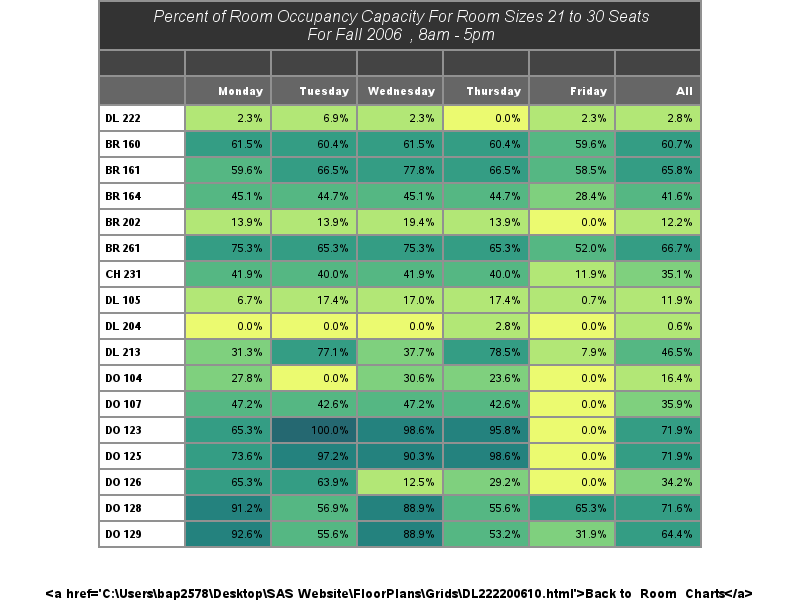 Percent of Room Occupancy Capacity For Room Sizes 21 to 30 Seats
For Fall 2006 , 8am - 5pm
Monday Tuesday Wednesday Thursday Friday All
DL 222 2.3% 6.9% 2.3% 0.0% 2.3% 2.8%
BR 160 61.5% 60.4% 61.5% 60.4% 59.6% 60.7%
BR 161 59.6% 66.5% 77.8% 66.5% 58.5% 65.8%
BR 164 45.1% 44.7% 45.1% 44.7% 28.4% 41.6%
BR 202 13.9% 13.9% 19.4% 13.9% 0.0% 12.2%
BR 261 75.3% 65.3% 75.3% 65.3% 52.0% 66.7%
CH 231 41.9% 40.0% 41.9% 40.0% 11.9% 35.1%
DL 105 6.7% 17.4% 17.0% 17.4% 0.7% 11.9%
DL 204 0.0% 0.0% 0.0% 2.8% 0.0% 0.6%
DL 213 31.3% 77.1% 37.7% 78.5% 7.9% 46.5%
DO 104 27.8% 0.0% 30.6% 23.6% 0.0% 16.4%
DO 107 47.2% 42.6% 47.2% 42.6% 0.0% 35.9%
DO 123 65.3% 100.0% 98.6% 95.8% 0.0% 71.9%
DO 125 73.6% 97.2% 90.3% 98.6% 0.0% 71.9%
DO 126 65.3% 63.9% 12.5% 29.2% 0.0% 34.2%
DO 128 91.2% 56.9% 88.9% 55.6% 65.3% 71.6%
DO 129 92.6% 55.6% 88.9% 53.2% 31.9% 64.4%
<a href='C:\Users\bap2578\Desktop\SAS Website\FloorPlans\Grids\DL222200610.html'>Back to Room Charts</a>